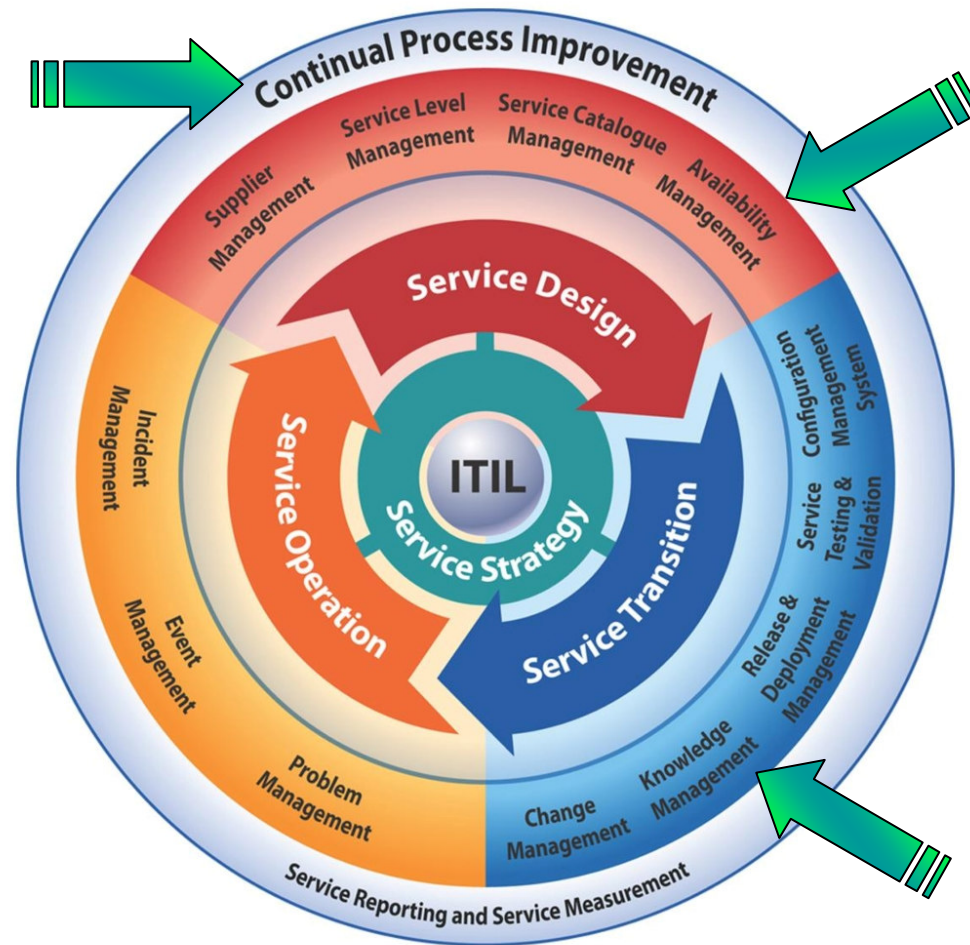 Continual Process Improvement
Supplier
Management
Service Level
Management
Service Catalogue
Management
Availability
Management
Configuration
Management
System
Service
Testing &
Validation
Release &
Deployment
Management
Knowledge
Management
Change
Management
Problem
Management
Event
Management
Incident
Management
Service Design
Service Transition
Service Operation
Service Strategy
ITIL
Service Reporting and Service Measurement